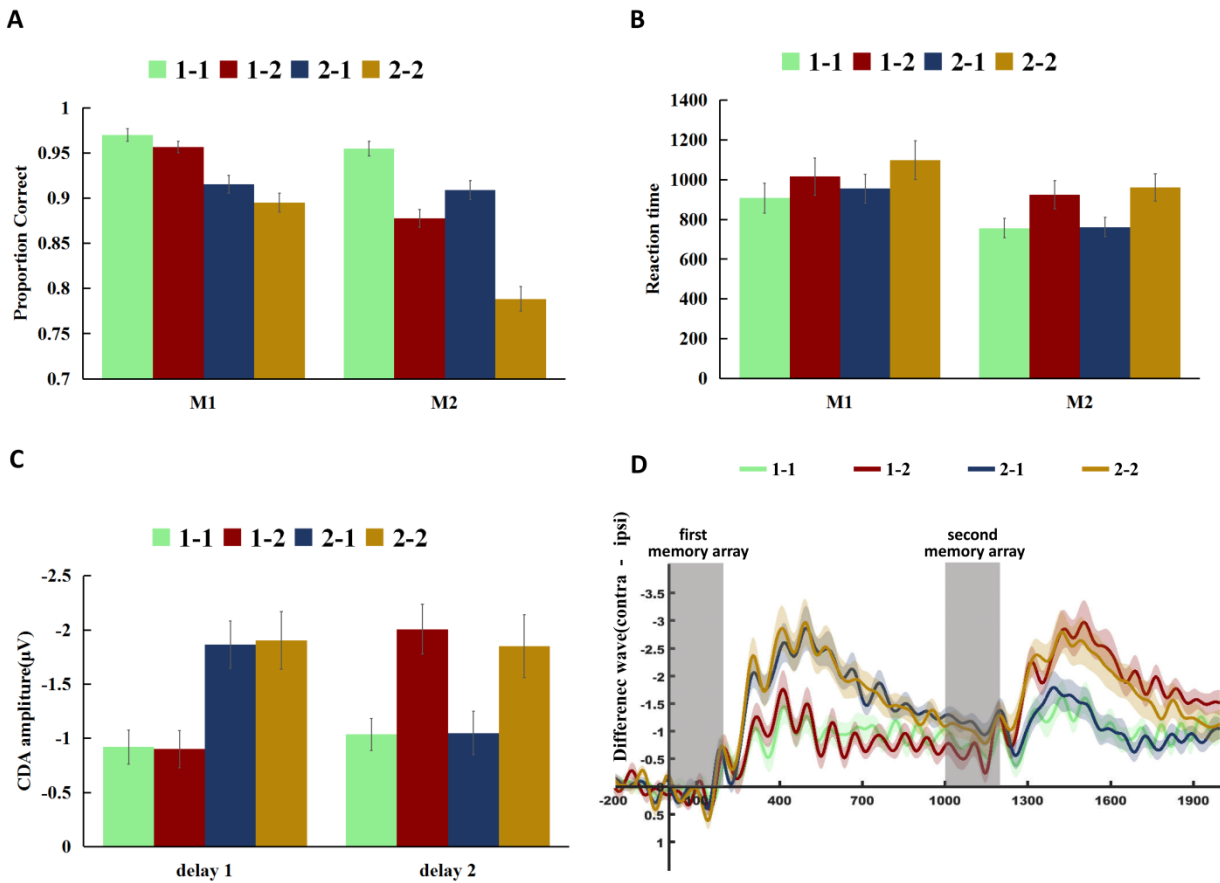 A
1-1 1-2 2-1 2-2
Proportion Correct
1
0.95
0.9
0.85
0.8
0.75
0.7
M1 M2
B
1-1 1-2 2-1 2-2
Reaction time
1400
1200
1000
800
600
400
200
0
M1 M2
C
1-1 1-2 2-1 2-2
CDA ampliture(μV)
-2.5
-2
-1.5
-1
-0.5
0
delay 1 delay 2
D
1-1 1-2 2-1 2-2
first
memory array
second
memory array
Differenec wave(contra - ipsi)
-3.5
-3
-2.5
-2
-1.5
-1
-0.5
0.5
1
-200 400 700 1000 1300 1600 1900